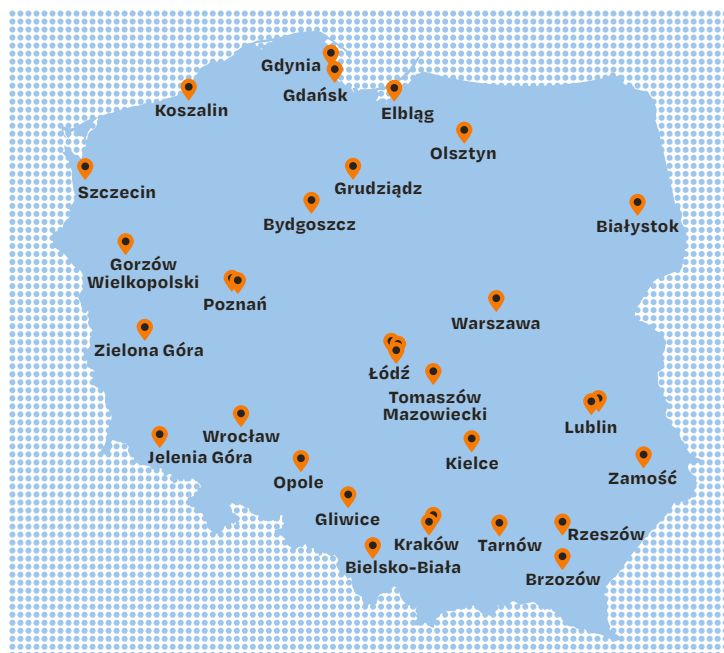 Gdynia
Gdańsk
Koszalin
Elbląg
Olsztyn
Szczecin
Grudziądz
Bydgoszcz
Białystok
Gorzów
Wielkopolski
Poznań
Warszawa
Zielona Góra
Łódź
Tomaszów
Mazowiecki
Lublin
Wrocław
Jelenia Góra
Kielce
Opole
Zamość
Gliwice
Kraków
Tarnów
Rzeszów
Bielsko-Biała
Brzozów